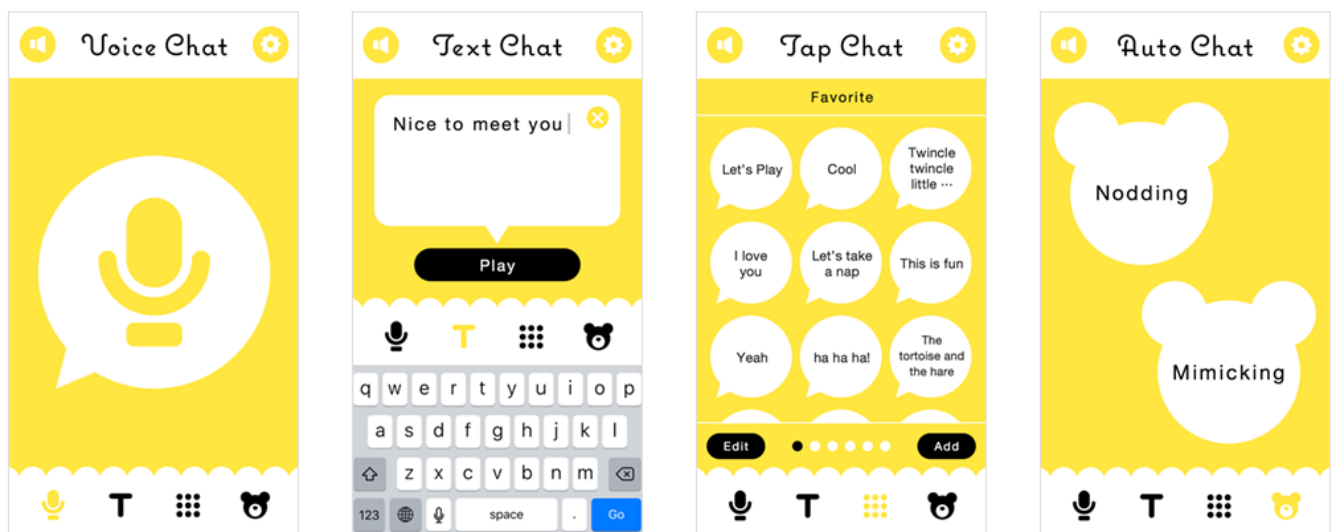 Voice Chat
Text Chat
Nice to meet you
Play
q w e r t y u i o p
a s d f g h j k l
z x c v b n m
123 space . Go
Tap Chat
Favorite
Let's Play
Cool
Twincle
twincle
little ···
I love
you
Let's take
a nap
This is fun
Yeah
ha ha ha!
The
tortoise and
the hare
Edit
Add
Auto Chat
Nodding
Mimicking